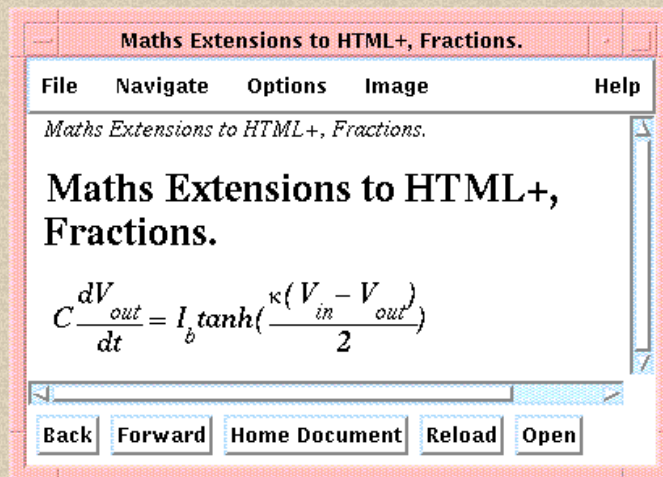 Maths Extensions to HTML+, Fractions.
File Navigate Options Image Help
Maths Extensions to HTML+, Fractions.
Maths Extensions to HTML+,
Fractions.
C dV_out/dt = I_b tanh( κ( V_in − V_out)/2 )
Back Forward Home Document Reload Open